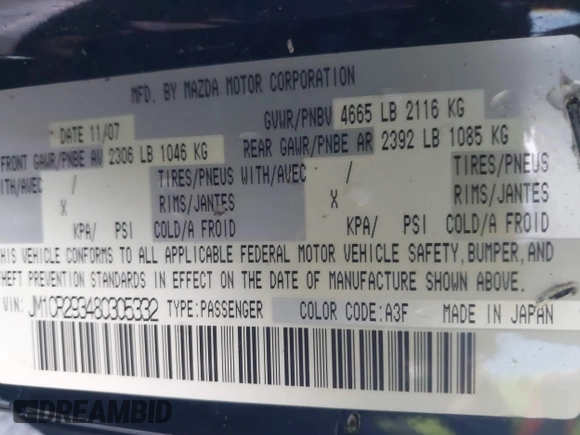 MFD. BY MAZDA MOTOR CORPORATION
DATE 11/07 GVWR/PNBV 4665 LB 2116 KG
FRONT GAWR/PNBE AV 2306 LB 1046 KG REAR GAWR/PNBE AR 2392 LB 1085 KG
WITH/AVEC / TIRES/PNEUS WITH/AVEC / TIRES/PNEUS
X RIMS/JANTES X RIMS/JANTES
KPA/ PSI COLD/A FROID KPA/ PSI COLD/A FROID
THIS VEHICLE CONFORMS TO ALL APPLICABLE FEDERAL MOTOR VEHICLE SAFETY, BUMPER, AND
THEFT PREVENTION STANDARDS IN EFFECT ON THE DATE OF MANUFACTURE SHOWN ABOVE.
VIN: JM1CR293480305332 TYPE:PASSENGER COLOR CODE:A3F MADE IN JAPAN
DREAMBID